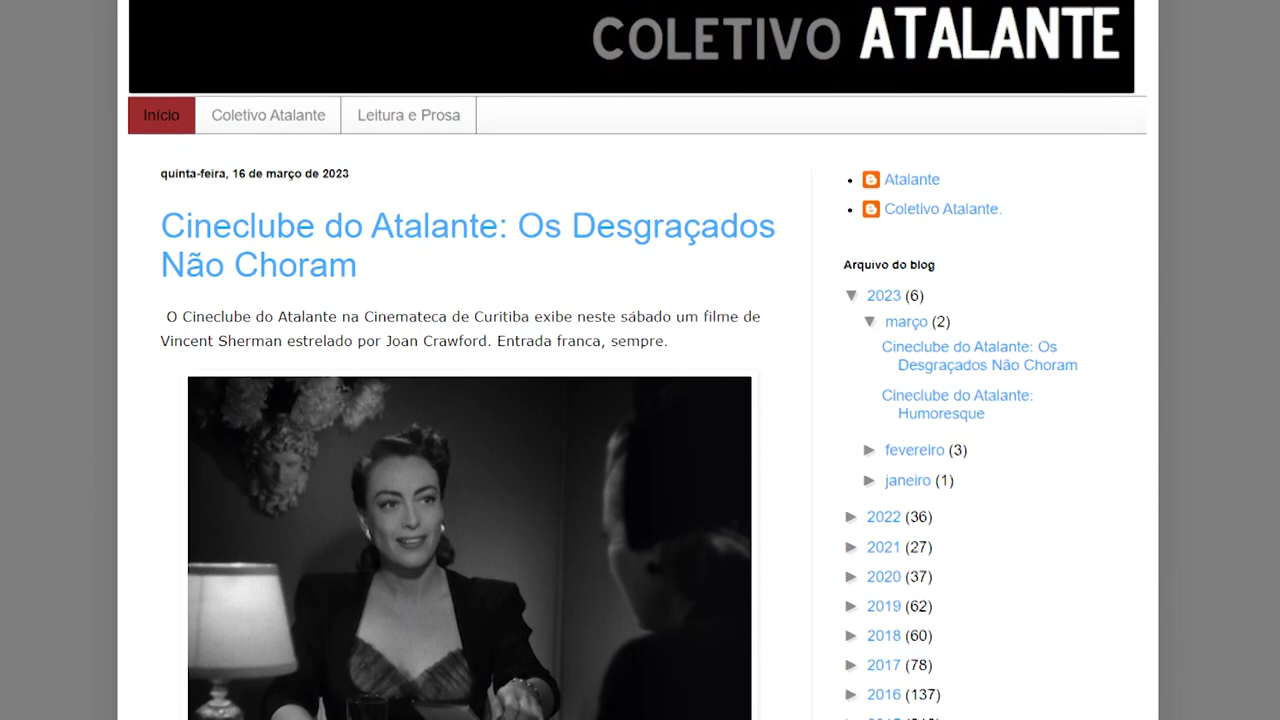 COLETIVO ATALANTE
Início
Coletivo Atalante
Leitura e Prosa
quinta-feira, 16 de março de 2023
Cineclube do Atalante: Os Desgraçados
Não Choram
O Cineclube do Atalante na Cinemateca de Curitiba exibe neste sábado um filme de
Vincent Sherman estrelado por Joan Crawford. Entrada franca, sempre.
Atalante
Coletivo Atalante.
Arquivo do blog
▼ 2023 (6)
▼ março (2)
Cineclube do Atalante: Os
Desgraçados Não Choram
Cineclube do Atalante:
Humoresque
► fevereiro (3)
► janeiro (1)
► 2022 (36)
► 2021 (27)
► 2020 (37)
► 2019 (62)
► 2018 (60)
► 2017 (78)
► 2016 (137)